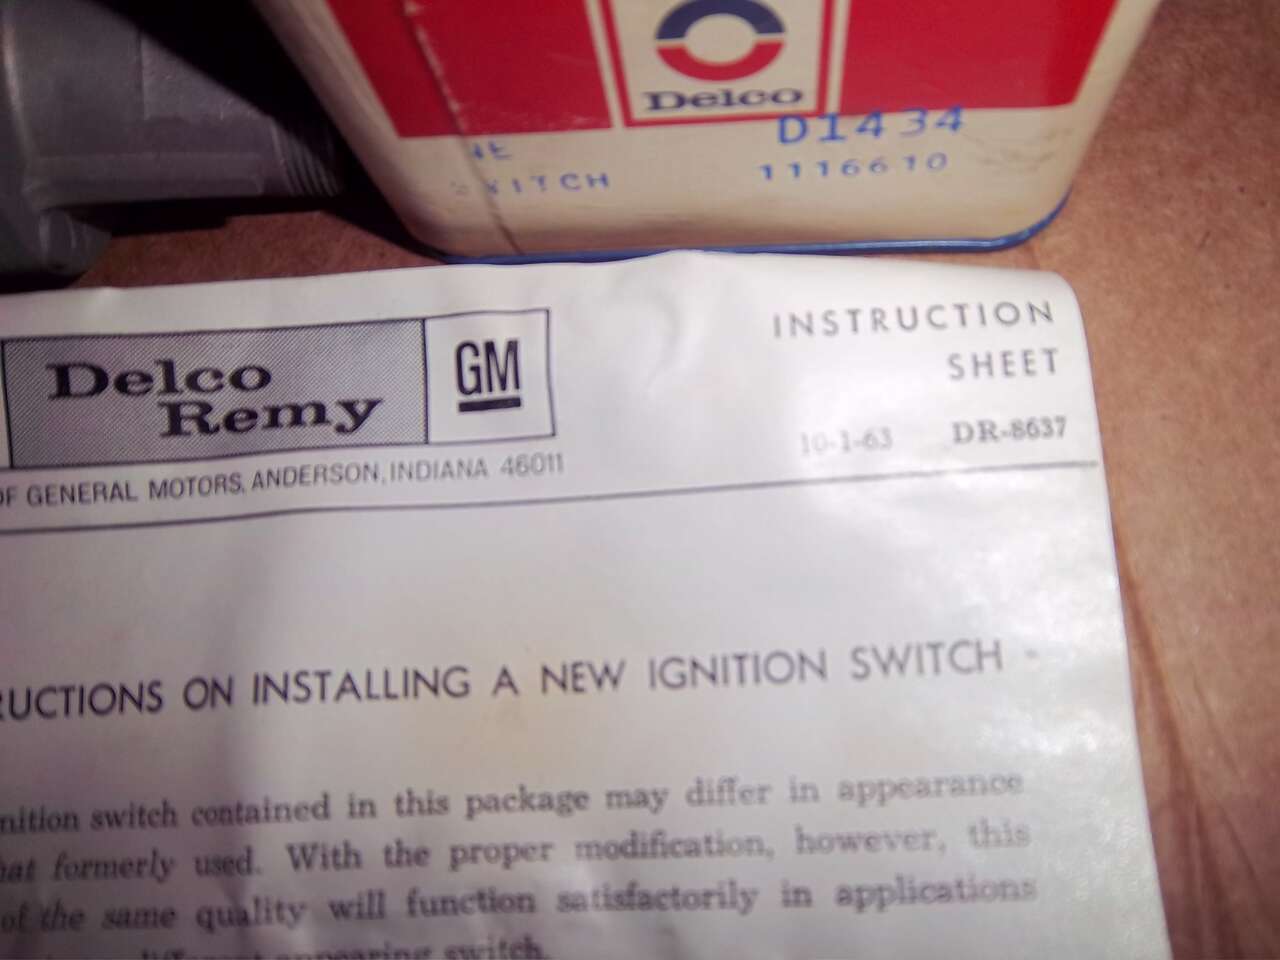 Delco
D1434
1116610
Delco
Remy
GM
INSTRUCTION
SHEET
10-1-63 DR-8637
OF GENERAL MOTORS, ANDERSON, INDIANA 46011
RUCTIONS ON INSTALLING A NEW IGNITION SWITCH -
nition switch contained in this package may differ in appearance
hat formerly used. With the proper modification, however, this
of the same quality will function satisfactorily in applications
different appearing switch.